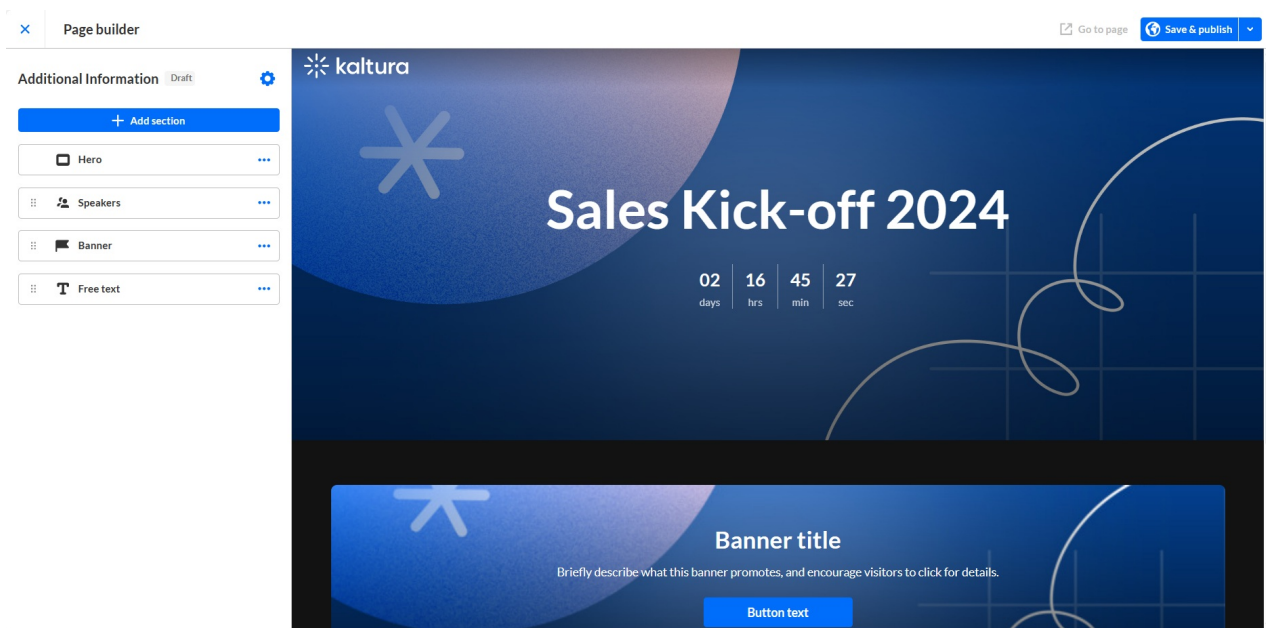 Page builder
Go to page
Save & publish
Additional Information Draft
Add section
Hero
Speakers
Banner
Free text
kaltura
Sales Kick-off 2024
02 16 45 27
days hrs min sec
Banner title
Briefly describe what this banner promotes, and encourage visitors to click for details.
Button text